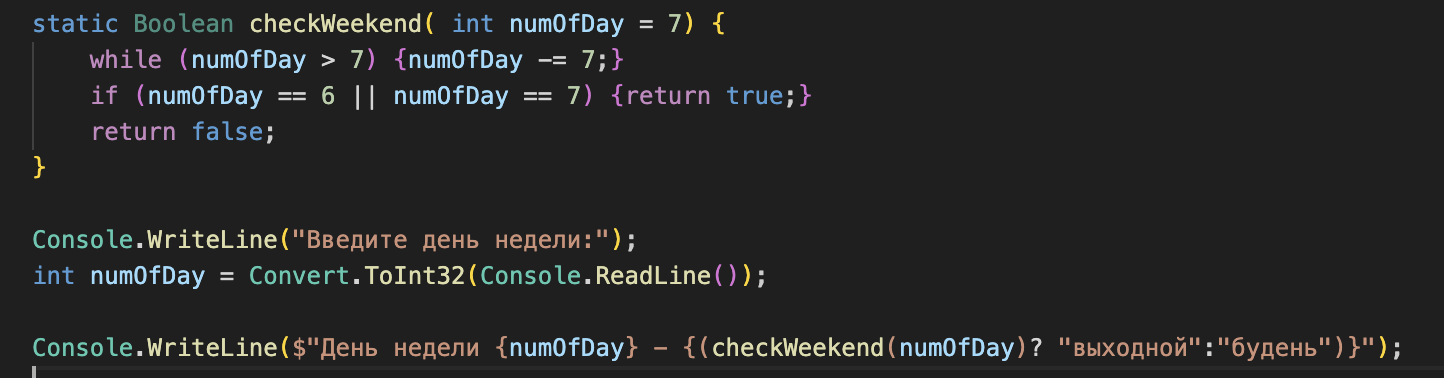 static Boolean checkWeekend( int numOfDay = 7) {
while (numOfDay > 7) {numOfDay -= 7;}
if (numOfDay == 6 || numOfDay == 7) {return true;}
return false;
}
Console.WriteLine("Введите день недели:");
int numOfDay = Convert.ToInt32(Console.ReadLine());
Console.WriteLine($"День недели {numOfDay} - {(checkWeekend(numOfDay)? "выходной":"будень")}");